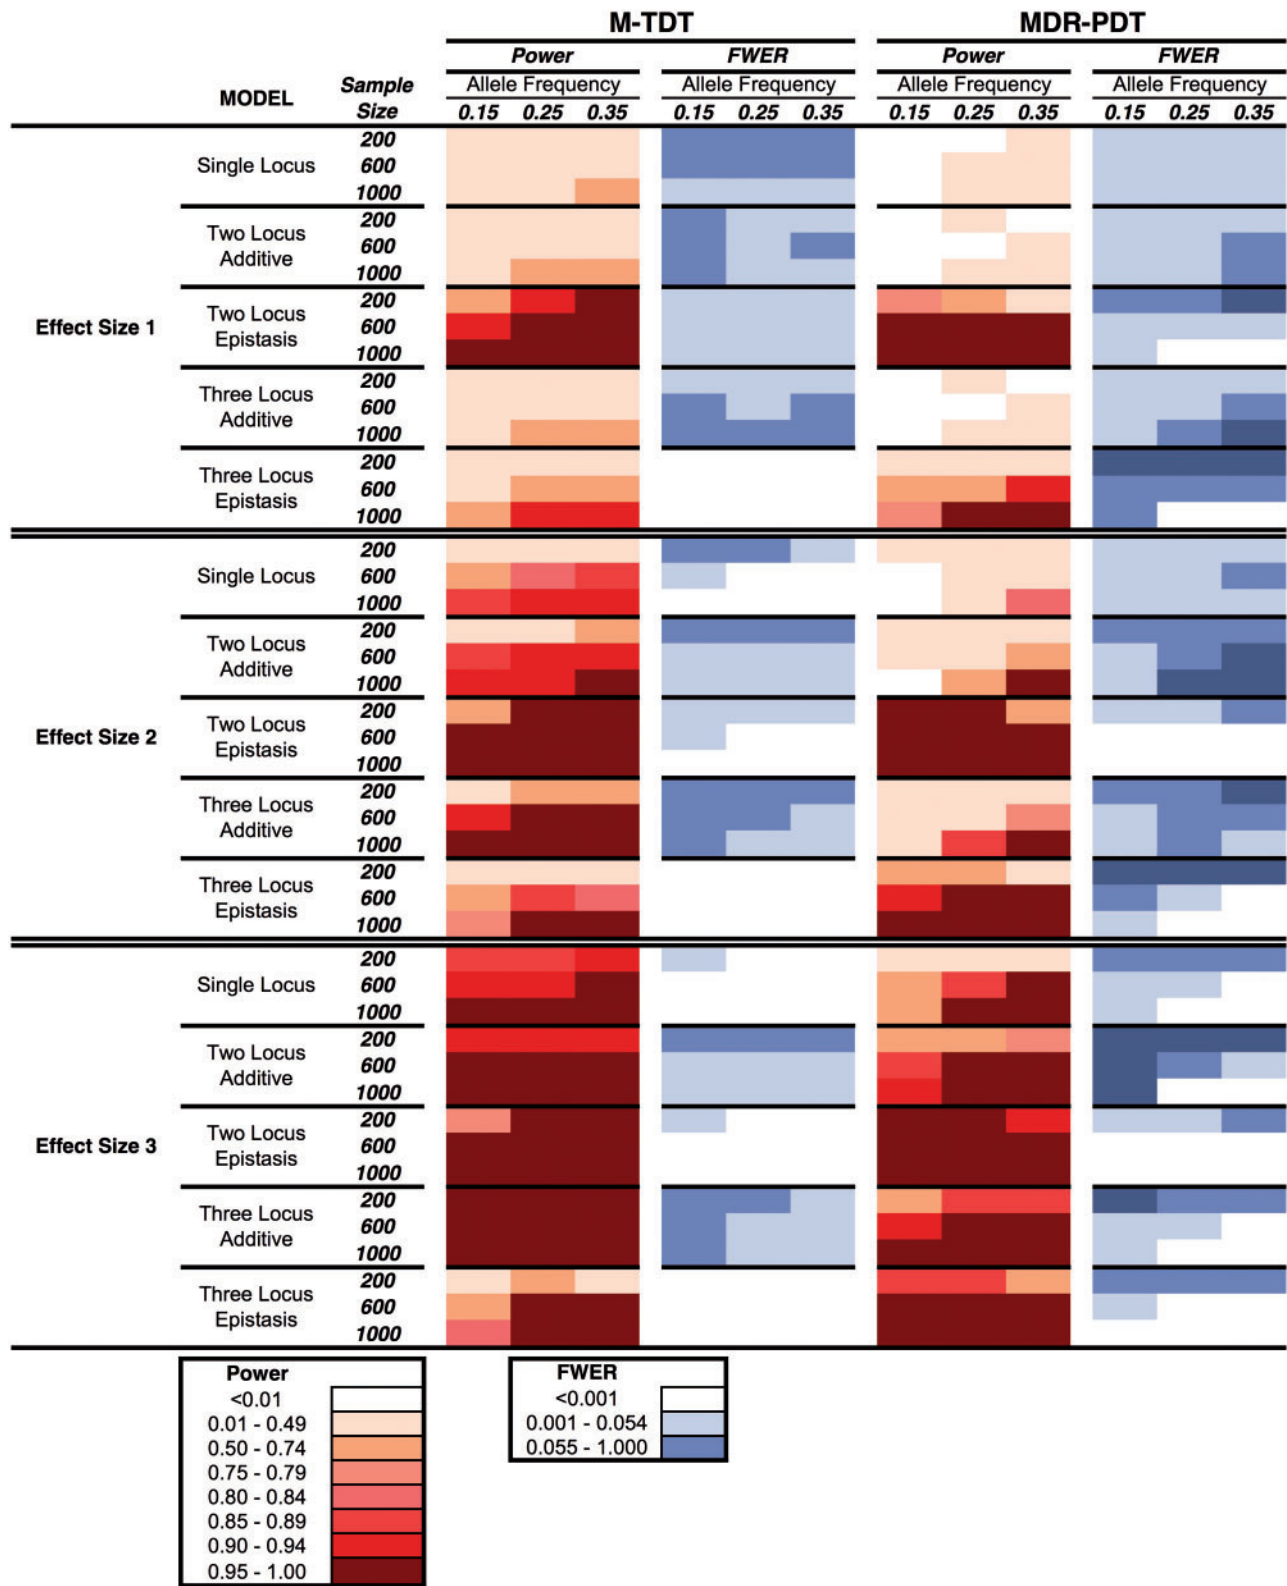 M-TDT MDR-PDT
Power FWER Power FWER
MODEL Sample Size Allele Frequency Allele Frequency Allele Frequency Allele Frequency
0.15 0.25 0.35 0.15 0.25 0.35 0.15 0.25 0.35 0.15 0.25 0.35
Effect Size 1
Single Locus
200
600
1000
Two Locus
Additive
200
600
1000
Two Locus
Epistasis
200
600
1000
Three Locus
Additive
200
600
1000
Three Locus
Epistasis
200
600
1000
Effect Size 2
Single Locus
200
600
1000
Two Locus
Additive
200
600
1000
Two Locus
Epistasis
200
600
1000
Three Locus
Additive
200
600
1000
Three Locus
Epistasis
200
600
1000
Effect Size 3
Single Locus
200
600
1000
Two Locus
Additive
200
600
1000
Two Locus
Epistasis
200
600
1000
Three Locus
Additive
200
600
1000
Three Locus
Epistasis
200
600
1000
Power
<0.01
0.01 - 0.49
0.50 - 0.74
0.75 - 0.79
0.80 - 0.84
0.85 - 0.89
0.90 - 0.94
0.95 - 1.00
FWER
<0.001
0.001 - 0.054
0.055 - 1.000